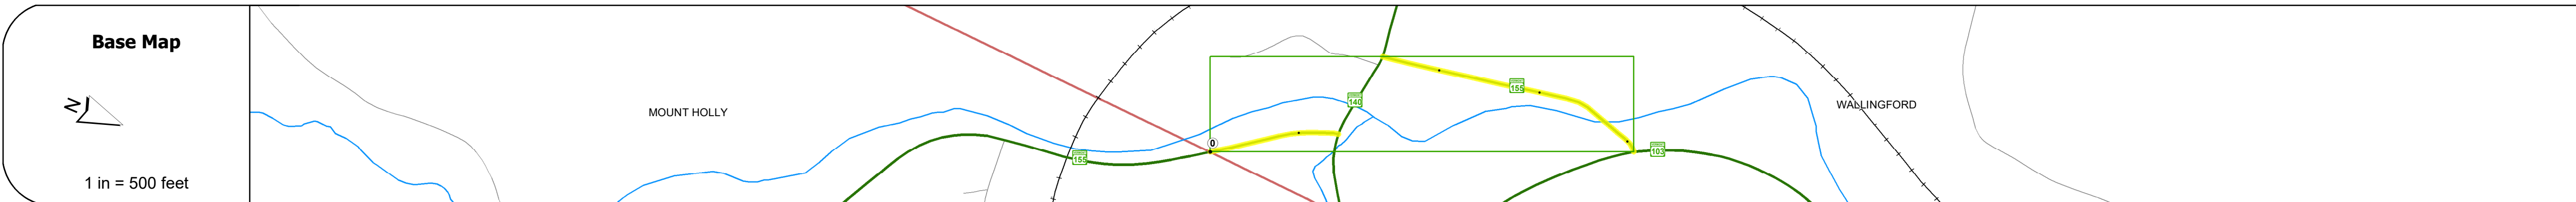 Base Map
N
1 in = 500 feet
MOUNT HOLLY
155
0
140
155
103
WALLINGFORD